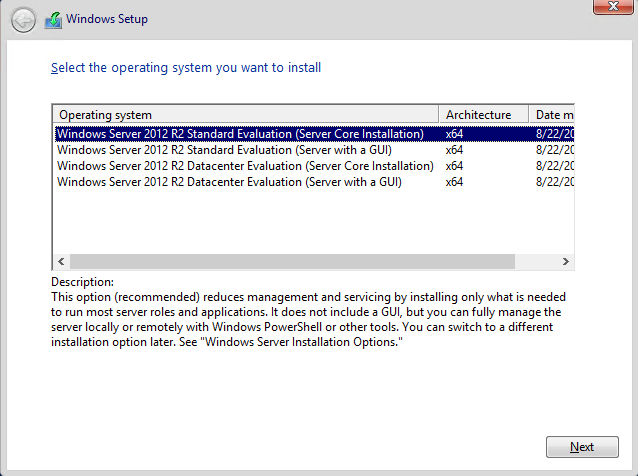 Windows Setup
Select the operating system you want to install
Operating system Architecture Date m
Windows Server 2012 R2 Standard Evaluation (Server Core Installation) x64 8/22/20
Windows Server 2012 R2 Standard Evaluation (Server with a GUI) x64 8/22/20
Windows Server 2012 R2 Datacenter Evaluation (Server Core Installation) x64 8/22/20
Windows Server 2012 R2 Datacenter Evaluation (Server with a GUI) x64 8/22/20
Description:
This option (recommended) reduces management and servicing by installing only what is needed
to run most server roles and applications. It does not include a GUI, but you can fully manage the
server locally or remotely with Windows PowerShell or other tools. You can switch to a different
installation option later. See "Windows Server Installation Options."
Next